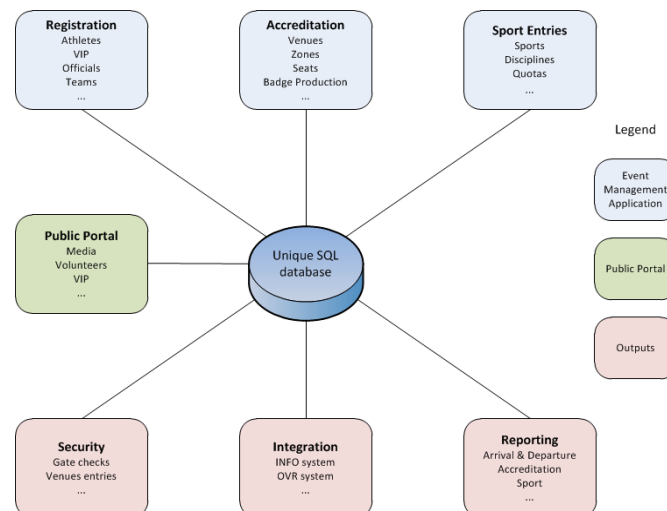 Registration
Athletes
VIP
Officials
Teams
...
Accreditation
Venues
Zones
Seats
Badge Production
...
Sport Entries
Sports
Disciplines
Quotas
...
Legend
Event
Management
Application
Public Portal
Media
Volunteers
VIP
...
Unique SQL
database
Public Portal
Outputs
Security
Gate checks
Venues entries
...
Integration
INFO system
OVR system
...
Reporting
Arrival & Departure
Accreditation
Sport
...